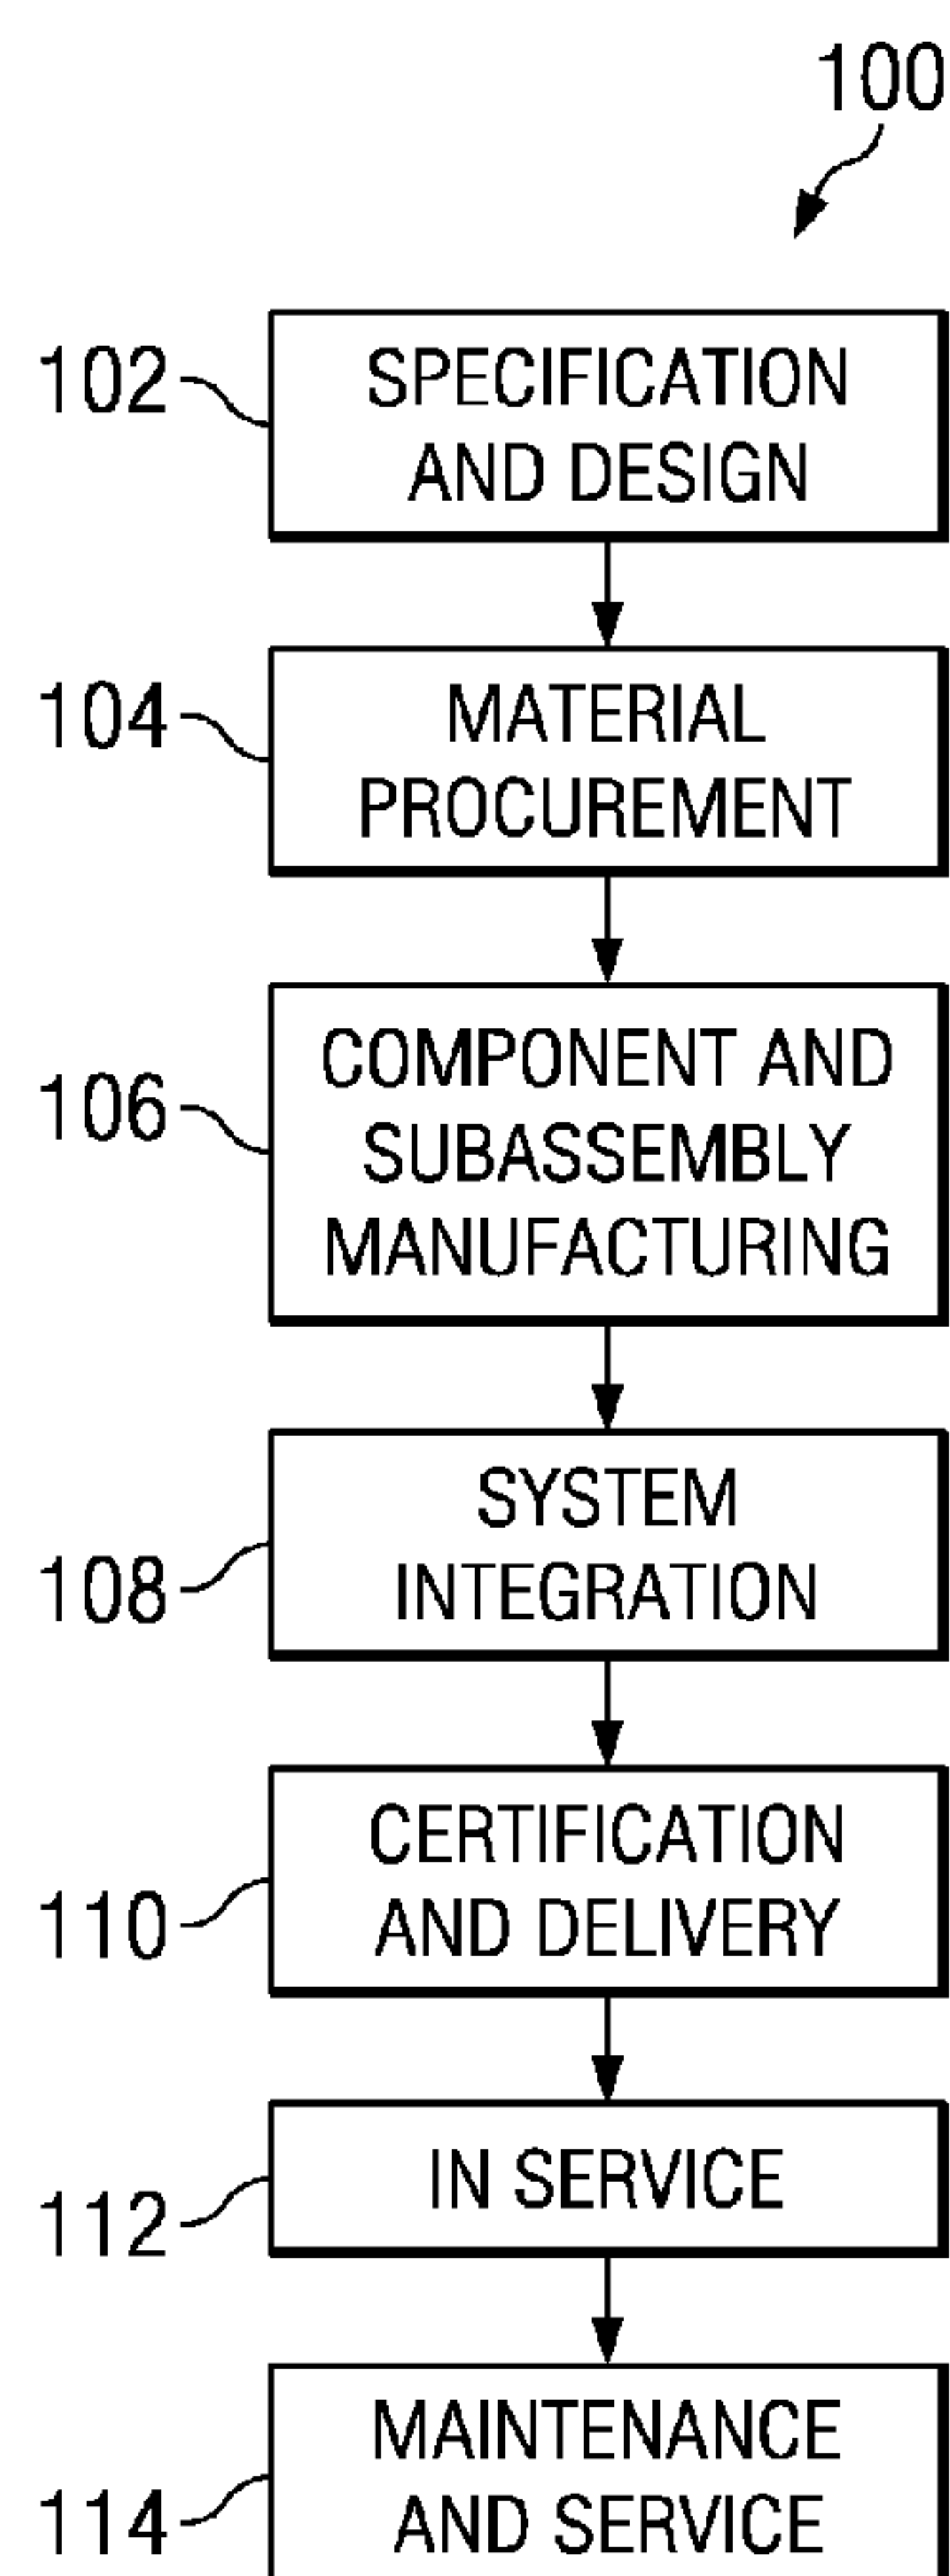 100
102
SPECIFICATION
AND DESIGN
104
MATERIAL
PROCUREMENT
106
COMPONENT AND
SUBASSEMBLY
MANUFACTURING
108
SYSTEM
INTEGRATION
110
CERTIFICATION
AND DELIVERY
112
IN SERVICE
114
MAINTENANCE
AND SERVICE